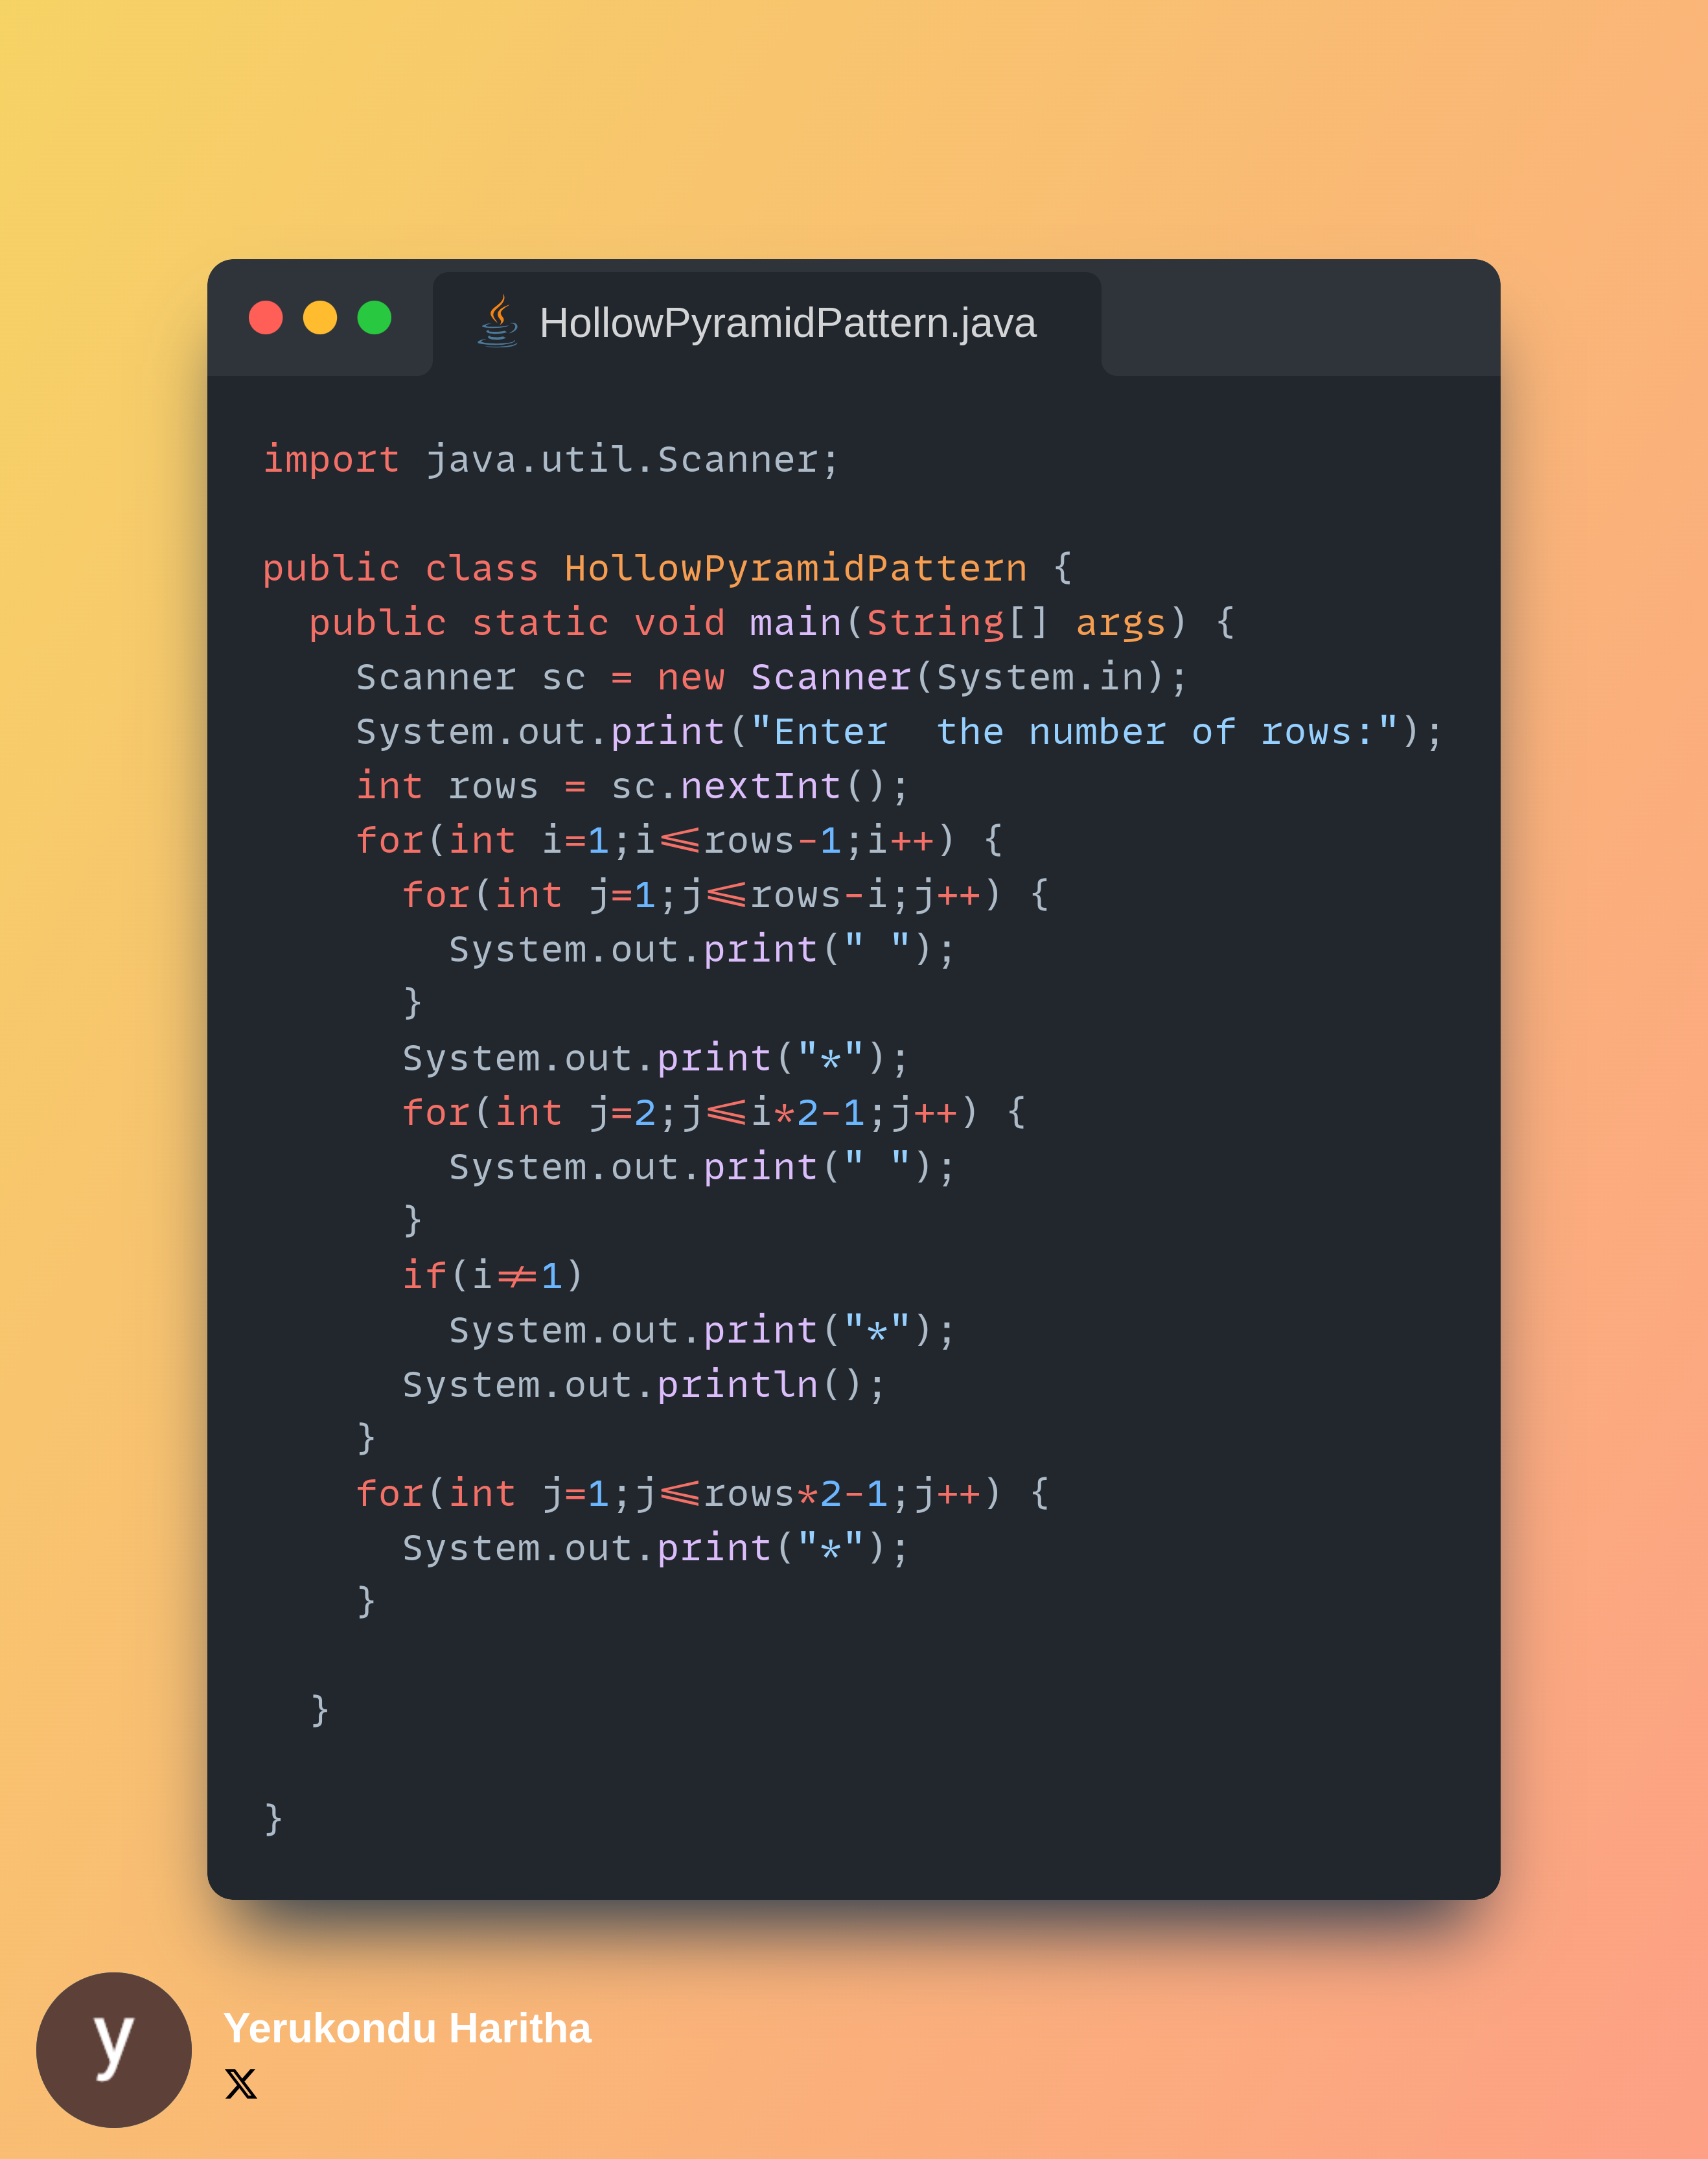 HollowPyramidPattern.java
import java.util.Scanner;
public class HollowPyramidPattern {
  public static void main(String[] args) {
    Scanner sc = new Scanner(System.in);
    System.out.print("Enter  the number of rows:");
    int rows = sc.nextInt();
    for(int i=1;i<=rows-1;i++) {
      for(int j=1;j<=rows-i;j++) {
        System.out.print(" ");
      }
      System.out.print("*");
      for(int j=2;j<=i*2-1;j++) {
        System.out.print(" ");
      }
      if(i!=1)
        System.out.print("*");
      System.out.println();
    }
    for(int j=1;j<=rows*2-1;j++) {
      System.out.print("*");
    }
  }
}
y
Yerukondu Haritha